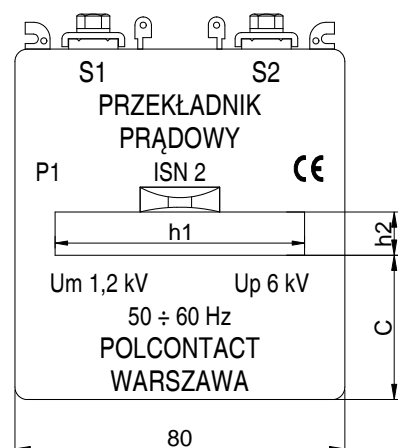 S1 S2
PRZEKŁADNIK
PRĄDOWY
P1 ISN 2 CE
h1 h2
Um 1,2 kV Up 6 kV
50 ÷ 60 Hz
C
POLCONTACT
WARSZAWA
80